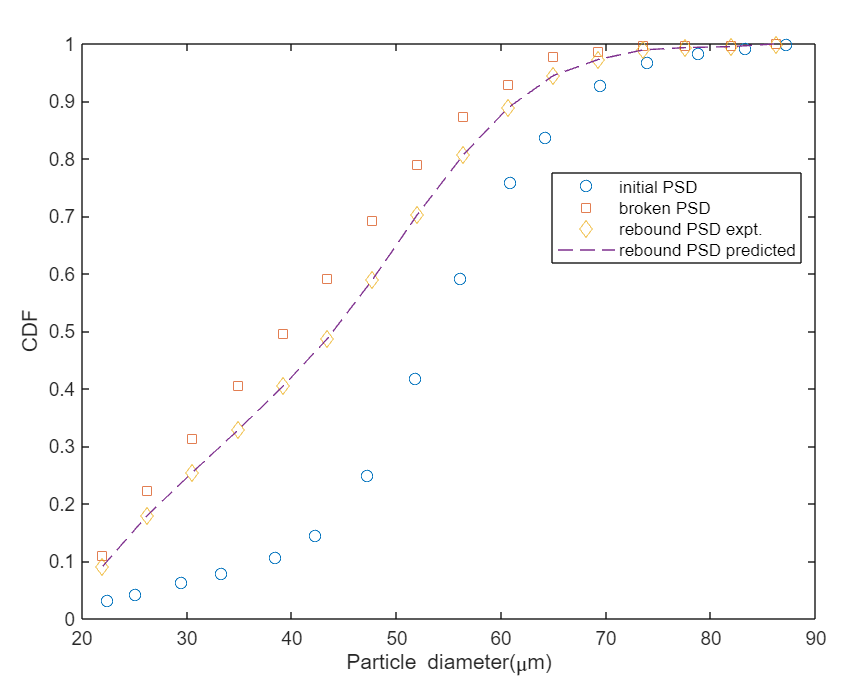 1
0.9
0.8
0.7
0.6
0.5
0.4
0.3
0.2
0.1
0
CDF
initial PSD
broken PSD
rebound PSD expt.
rebound PSD predicted
20 30 40 50 60 70 80 90
Particle diameter(μm)